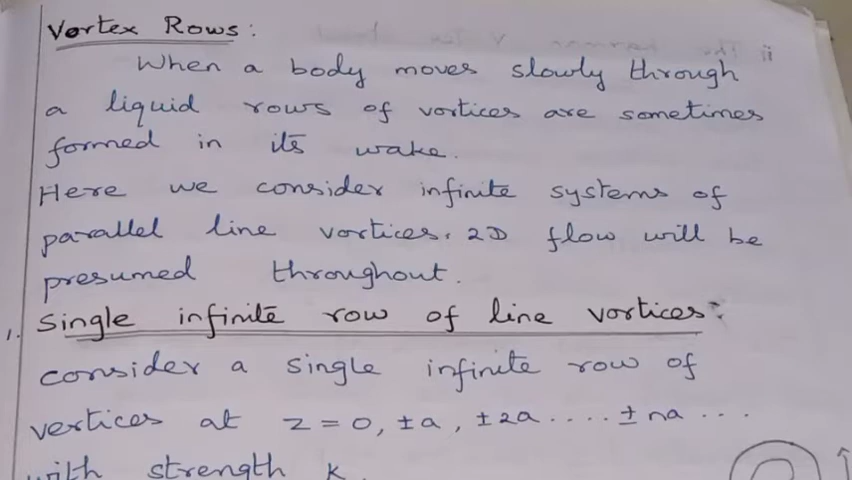 Vortex Rows:
When a body moves slowly through
a liquid rows of vortices are sometimes
formed in its wake.
Here we consider infinite systems of
parallel line vortices. 2D flow will be
presumed throughout.
1. Single infinite row of line vortices:
consider a single infinite row of
vertices at z = 0, ±a, ±2a .... ±na ...
with strength k.